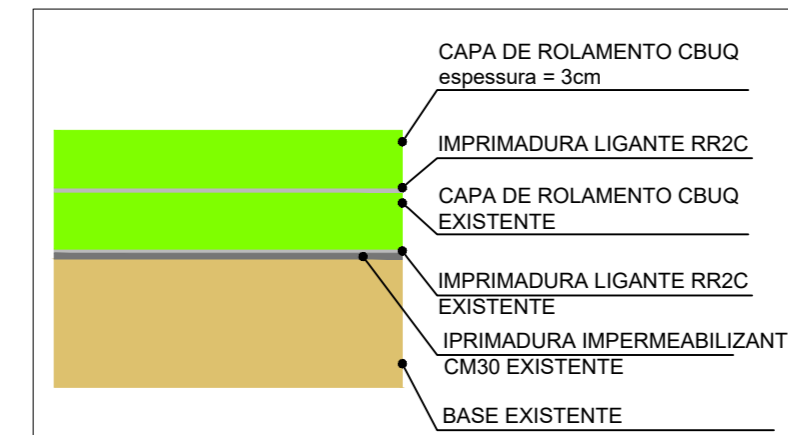 CAPA DE ROLAMENTO CBUQ
espessura = 3cm
IMPRIMADURA LIGANTE RR2C
CAPA DE ROLAMENTO CBUQ
EXISTENTE
IMPRIMADURA LIGANTE RR2C
EXISTENTE
IPRIMADURA IMPERMEABILIZANT
CM30 EXISTENTE
BASE EXISTENTE